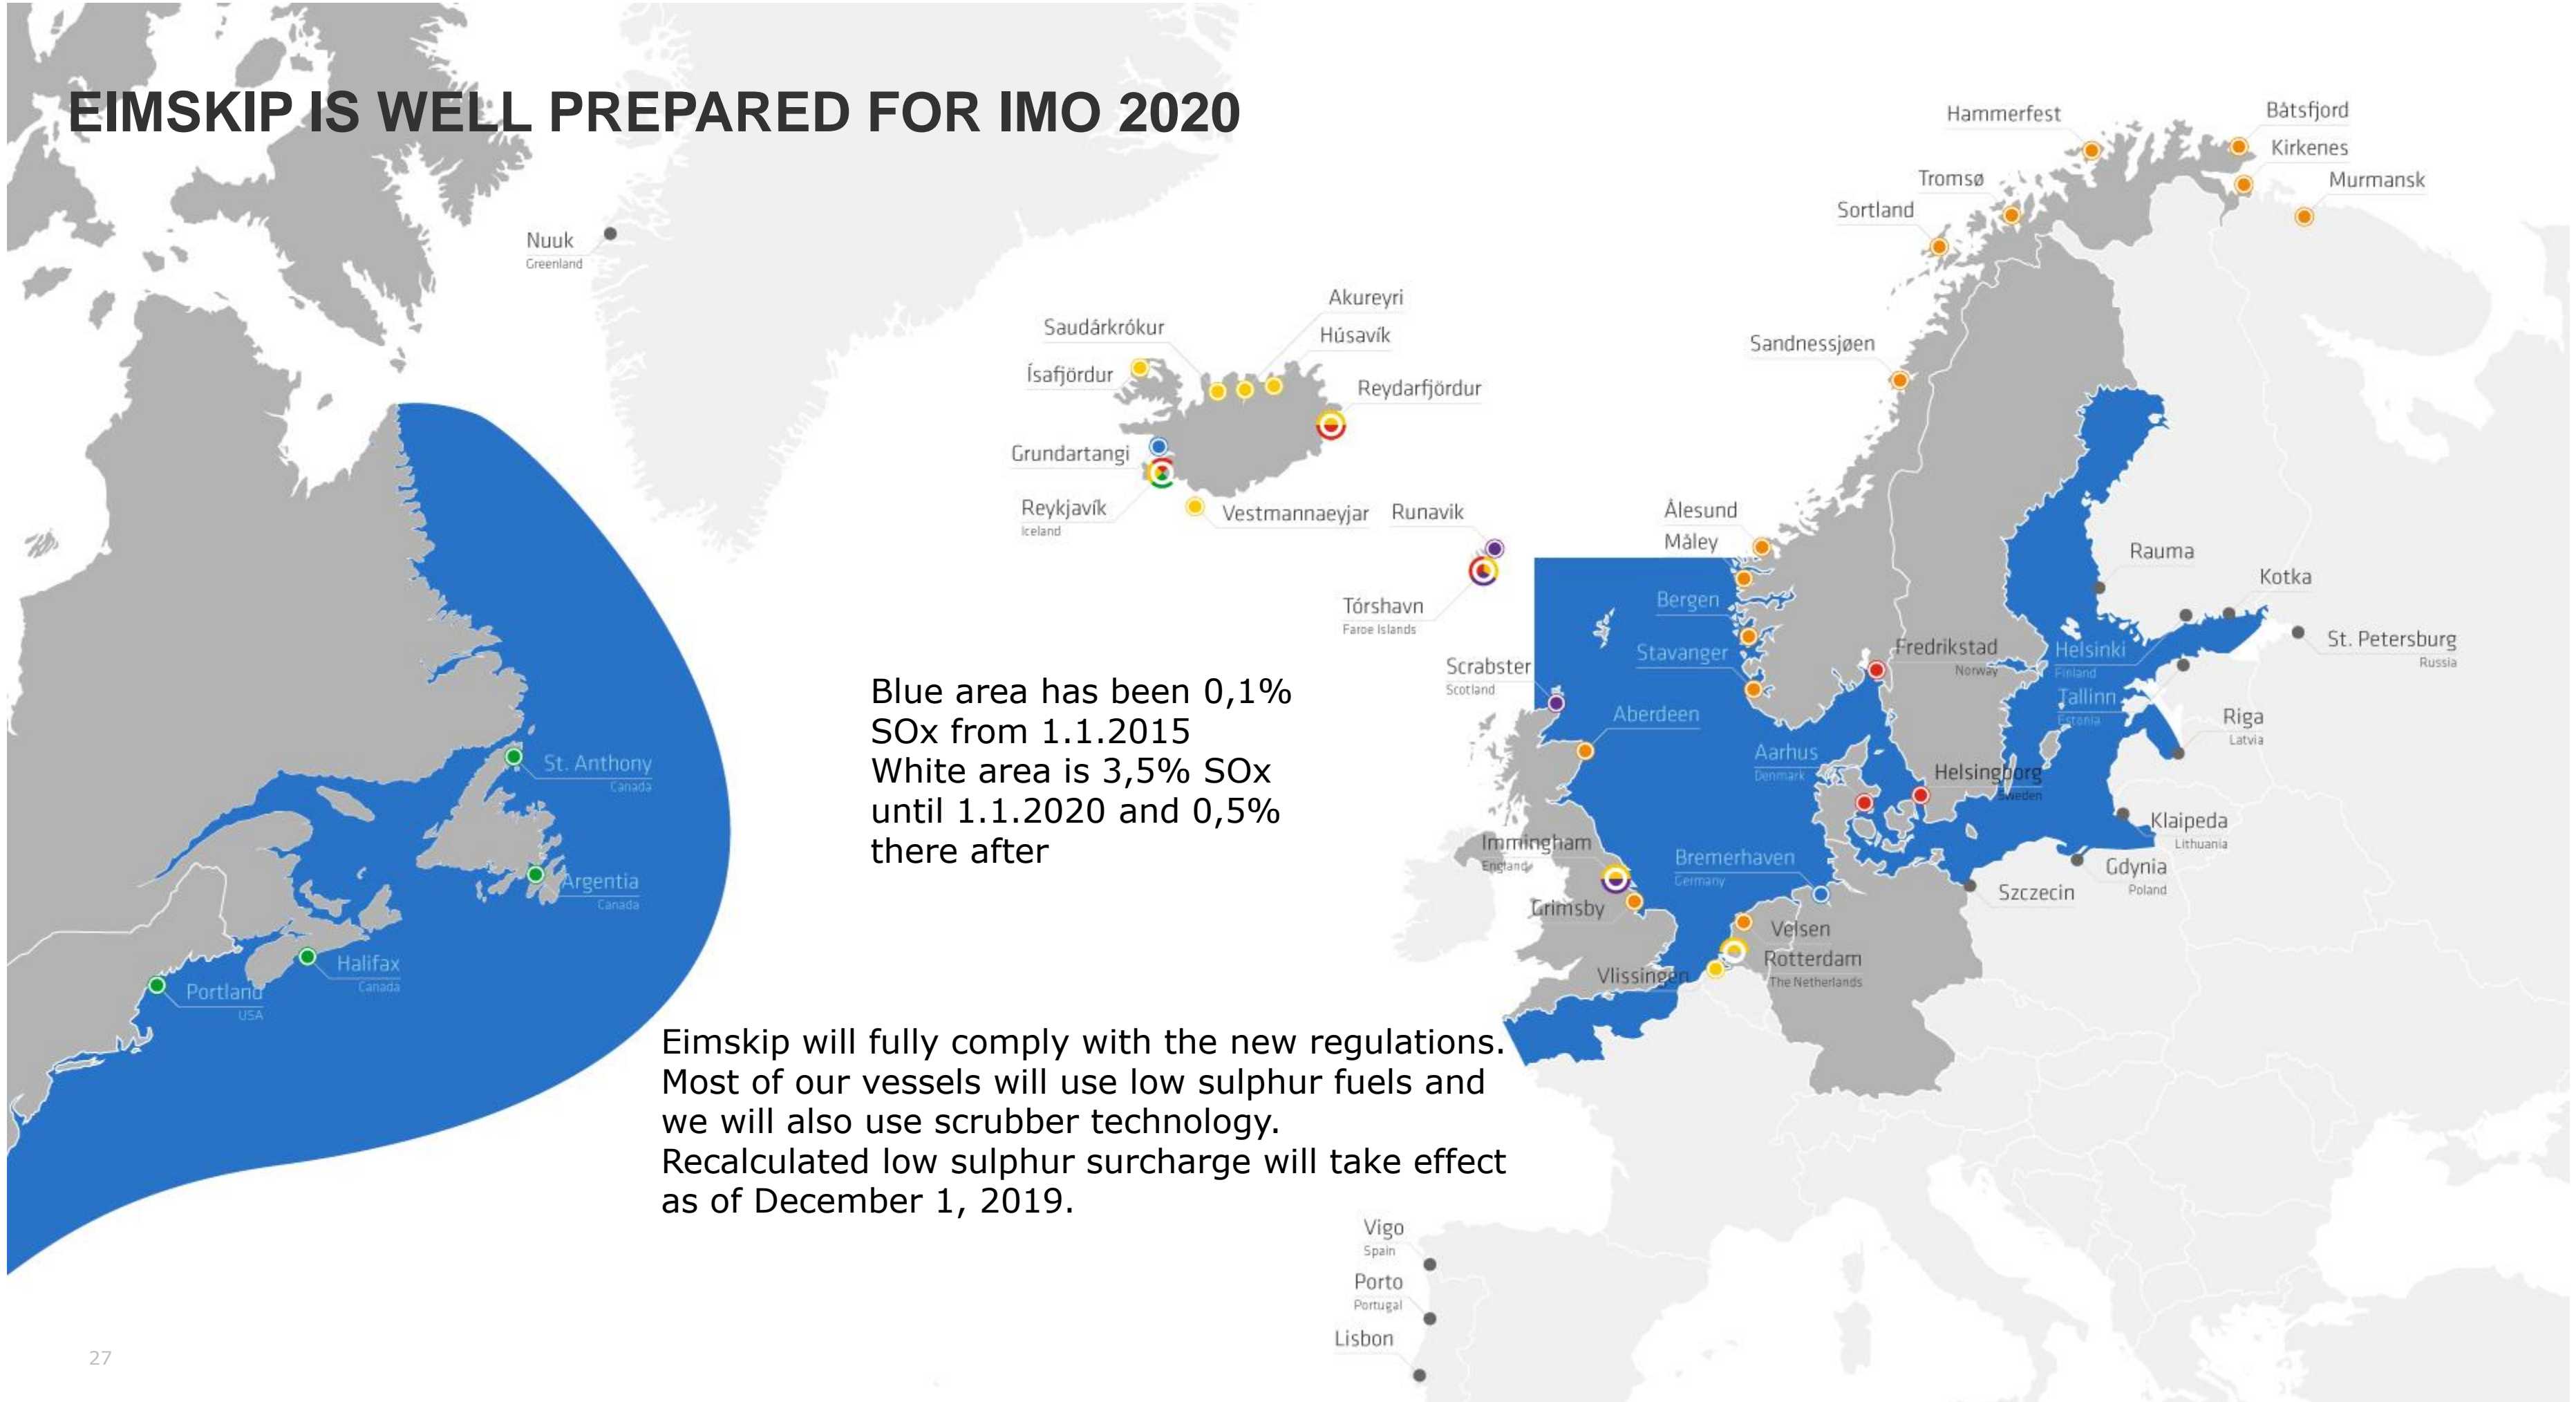 EIMSKIP IS WELL PREPARED FOR IMO 2020
Hammerfest
Båtsfjord
Kirkenes
Tromsø
Murmansk
Sortland
Nuuk
Greenland
Akureyri
Saudárkrókur
Húsavík
Sandnessjøen
Ísafjördur
Reydarfjördur
Grundartangi
Reykjavík
Iceland
Vestmannaeyjar
Runavik
Ålesund
Måley
Rauma
Kotka
Bergen
Tórshavn
Faroe Islands
St. Petersburg
Russia
Fredrikstad
Norway
Helsinki
Finland
Stavanger
Scrabster
Scotland
Tallinn
Estonia
Blue area has been 0,1%
SOx from 1.1.2015
White area is 3,5% SOx
until 1.1.2020 and 0,5%
there after
Aberdeen
Riga
Latvia
Aarhus
Denmark
Helsingborg
Sweden
St. Anthony
Canada
Klaipeda
Lithuania
Immingham
England
Bremerhaven
Germany
Gdynia
Poland
Argentia
Canada
Szczecin
Grimsby
Velsen
Rotterdam
The Netherlands
Vlissingen
Halifax
Canada
Portland
USA
Eimskip will fully comply with the new regulations.
Most of our vessels will use low sulphur fuels and
we will also use scrubber technology.
Recalculated low sulphur surcharge will take effect
as of December 1, 2019.
Vigo
Spain
Porto
Portugal
Lisbon
27